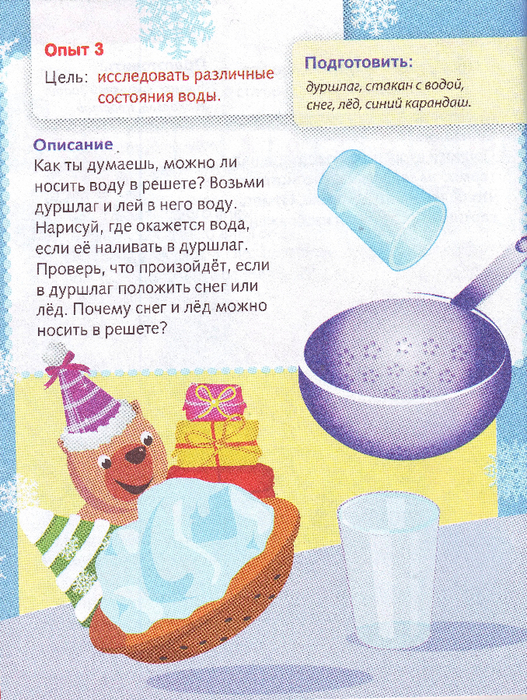 Опыт 3
Цель: исследовать различные
состояния воды.
Подготовить:
дуршлаг, стакан с водой,
снег, лёд, синий карандаш.
Описание
Как ты думаешь, можно ли
носить воду в решете? Возьми
дуршлаг и лей в него воду.
Нарисуй, где окажется вода,
если её наливать в дуршлаг.
Проверь, что произойдёт, если
в дуршлаг положить снег или
лёд. Почему снег и лёд можно
носить в решете?